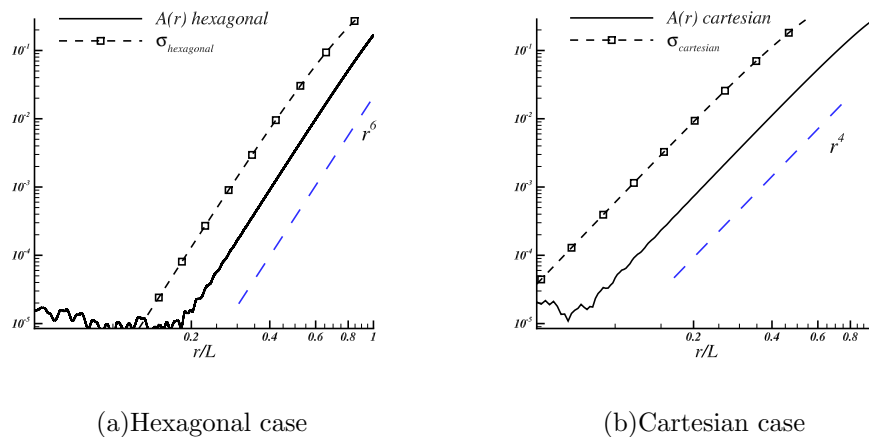 A(r) hexagonal
σhexagonal
10^-1
10^-2
10^-3
10^-4
10^-5
r^6
0.2 0.4 0.6 0.8 1
r/L
(a)Hexagonal case
A(r) cartesian
σcartesian
10^-1
10^-2
10^-3
10^-4
10^-5
r^4
0.2 0.4 0.6 0.8
r/L
(b)Cartesian case